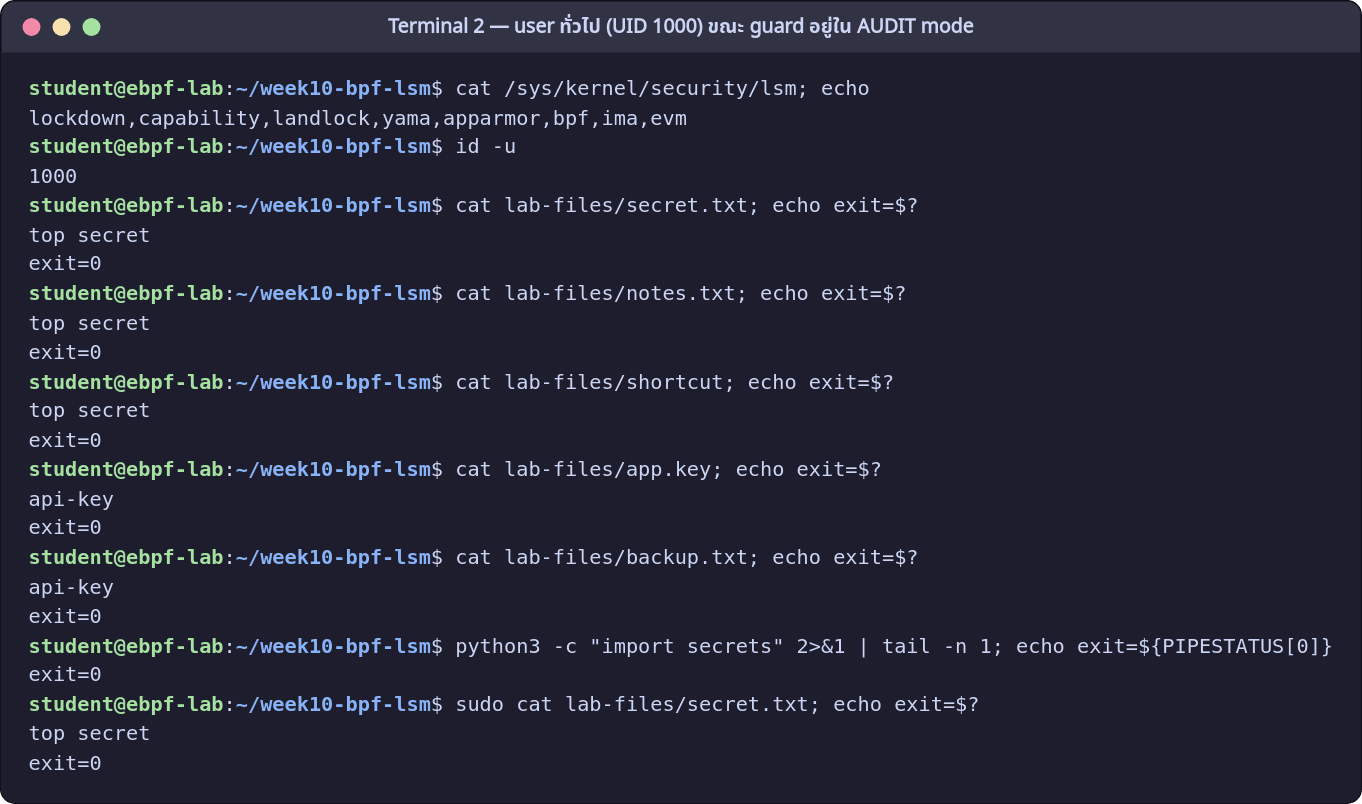 Terminal 2 — user ทั่วไป (UID 1000) ขณะ guard อยู่ใน AUDIT mode
student@ebpf-lab:~/week10-bpf-lsm$ cat /sys/kernel/security/lsm; echo
lockdown,capability,landlock,yama,apparmor,bpf,ima,evm
student@ebpf-lab:~/week10-bpf-lsm$ id -u
1000
student@ebpf-lab:~/week10-bpf-lsm$ cat lab-files/secret.txt; echo exit=$?
top secret
exit=0
student@ebpf-lab:~/week10-bpf-lsm$ cat lab-files/notes.txt; echo exit=$?
top secret
exit=0
student@ebpf-lab:~/week10-bpf-lsm$ cat lab-files/shortcut; echo exit=$?
top secret
exit=0
student@ebpf-lab:~/week10-bpf-lsm$ cat lab-files/app.key; echo exit=$?
api-key
exit=0
student@ebpf-lab:~/week10-bpf-lsm$ cat lab-files/backup.txt; echo exit=$?
api-key
exit=0
student@ebpf-lab:~/week10-bpf-lsm$ python3 -c "import secrets" 2>&1 | tail -n 1; echo exit=${PIPESTATUS[0]}
exit=0
student@ebpf-lab:~/week10-bpf-lsm$ sudo cat lab-files/secret.txt; echo exit=$?
top secret
exit=0